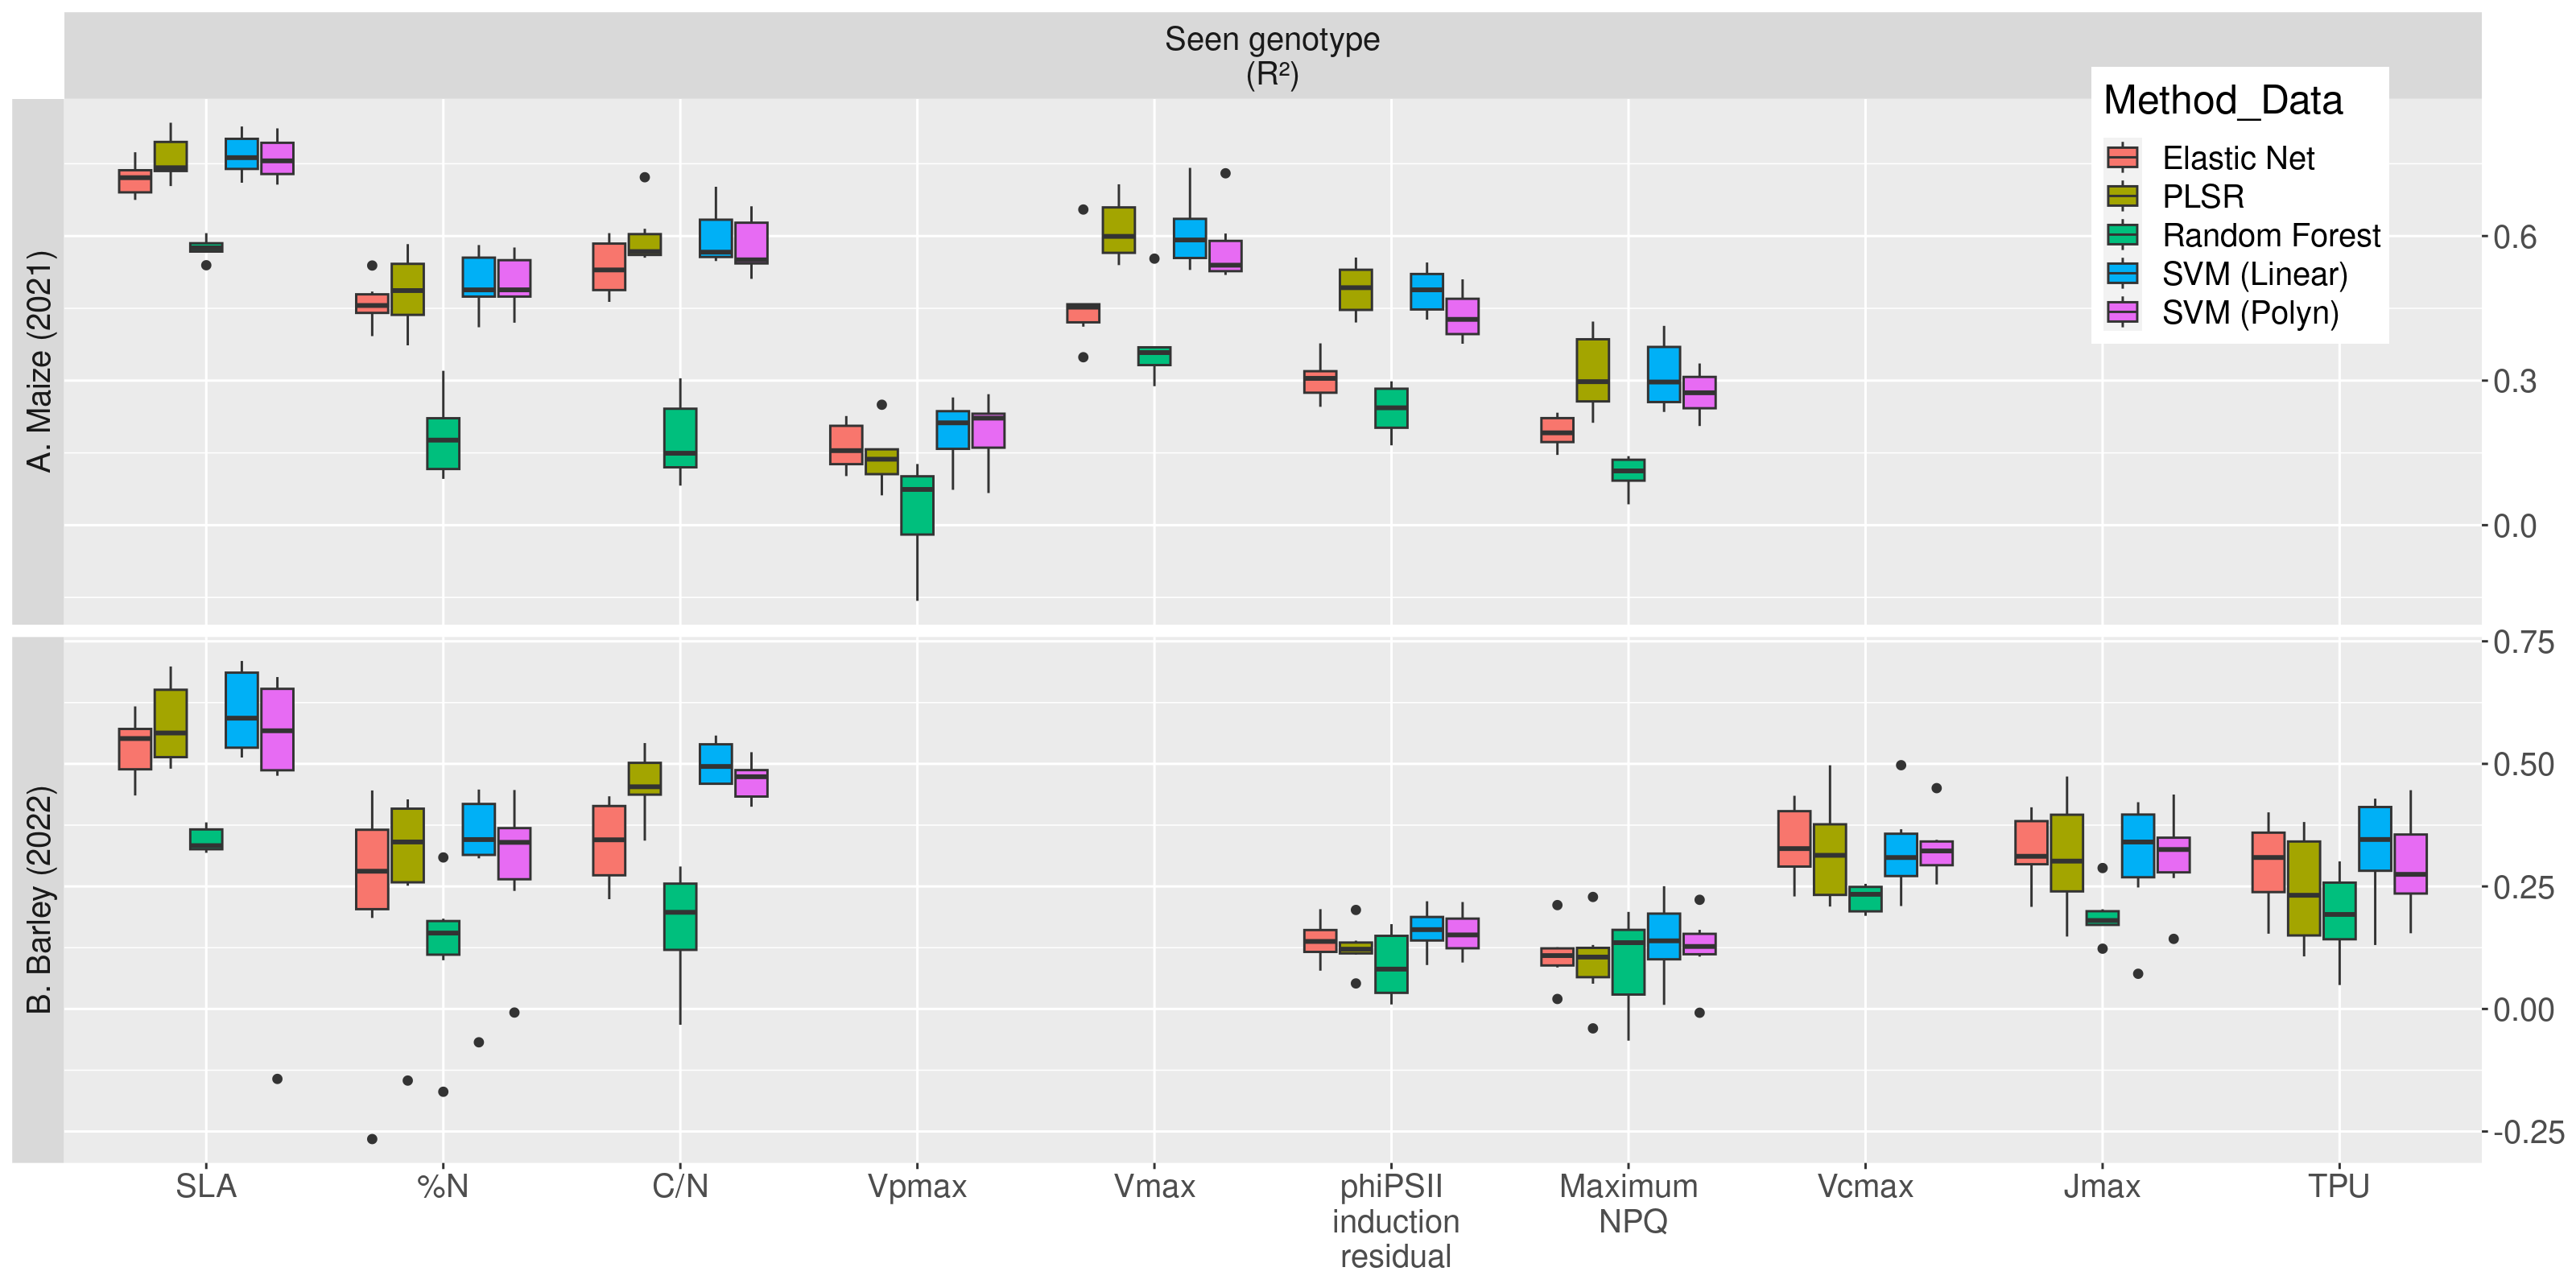 Seen genotype
(R²)
Method_Data
Elastic Net
PLSR
Random Forest
SVM (Linear)
SVM (Polyn)
A. Maize (2021)
0.6
0.3
0.0
B. Barley (2022)
0.75
0.50
0.25
0.00
-0.25
SLA
%N
C/N
Vpmax
Vmax
phiPSII
induction
residual
Maximum
NPQ
Vcmax
Jmax
TPU